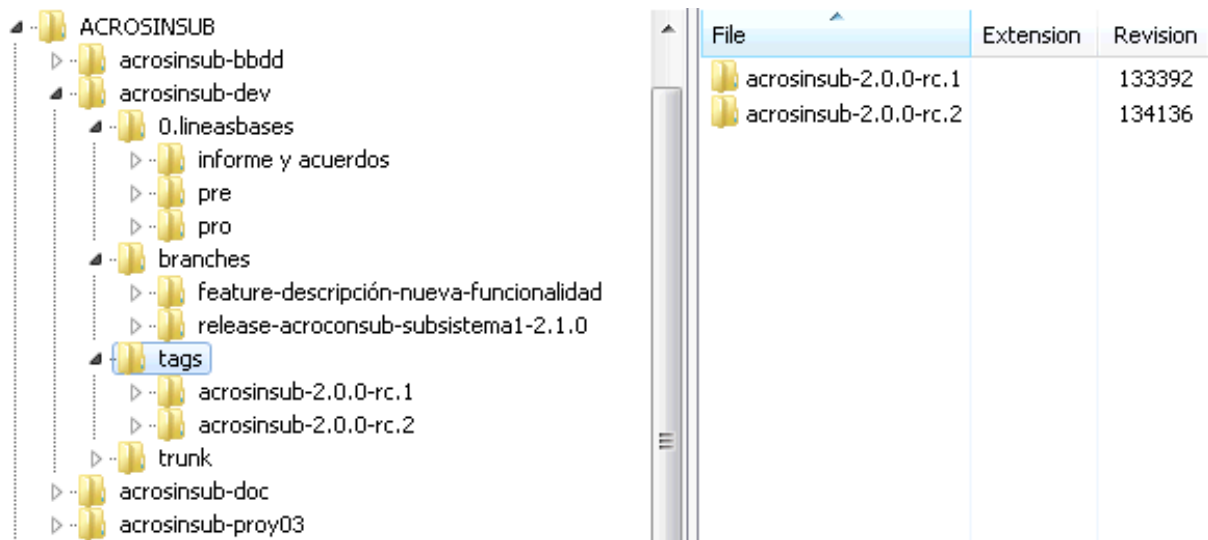 ACROSINSUB
acrosinsub-bbdd
acrosinsub-dev
0.lineasbases
informe y acuerdos
pre
pro
branches
feature-descripción-nueva-funcionalidad
release-acroconsub-subsistema1-2.1.0
tags
acrosinsub-2.0.0-rc.1
acrosinsub-2.0.0-rc.2
trunk
acrosinsub-doc
acrosinsub-proy03
File Extension Revision
acrosinsub-2.0.0-rc.1 133392
acrosinsub-2.0.0-rc.2 134136